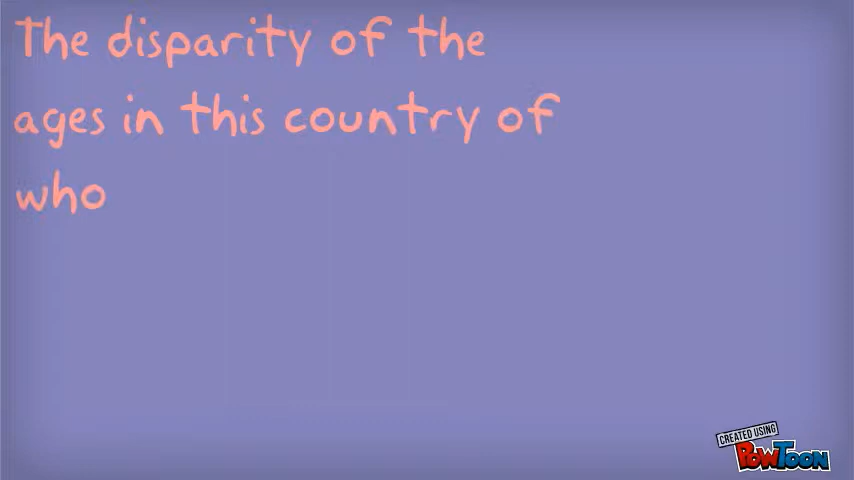 The disparity of the
ages in this country of
who
CREATED USING
POWTOON